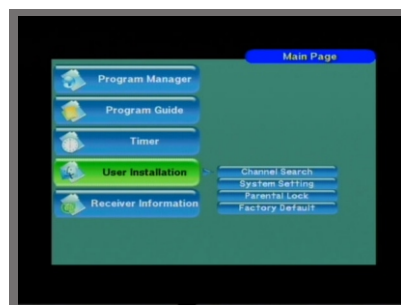 Main Page
Program Manager
Program Guide
Timer
User Installation
Receiver Information
Channel Search
System Setting
Parental Lock
Factory Default